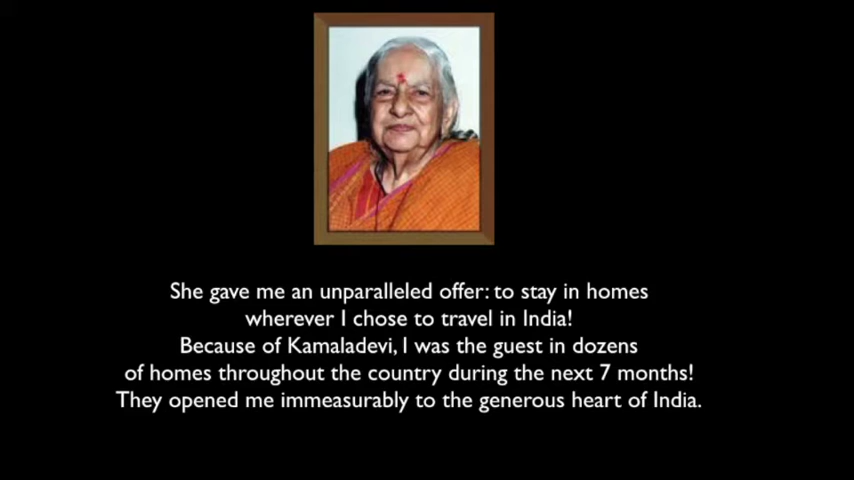 She gave me an unparalleled offer: to stay in homes
wherever I chose to travel in India!
Because of Kamaladevi, I was the guest in dozens
of homes throughout the country during the next 7 months!
They opened me immeasurably to the generous heart of India.